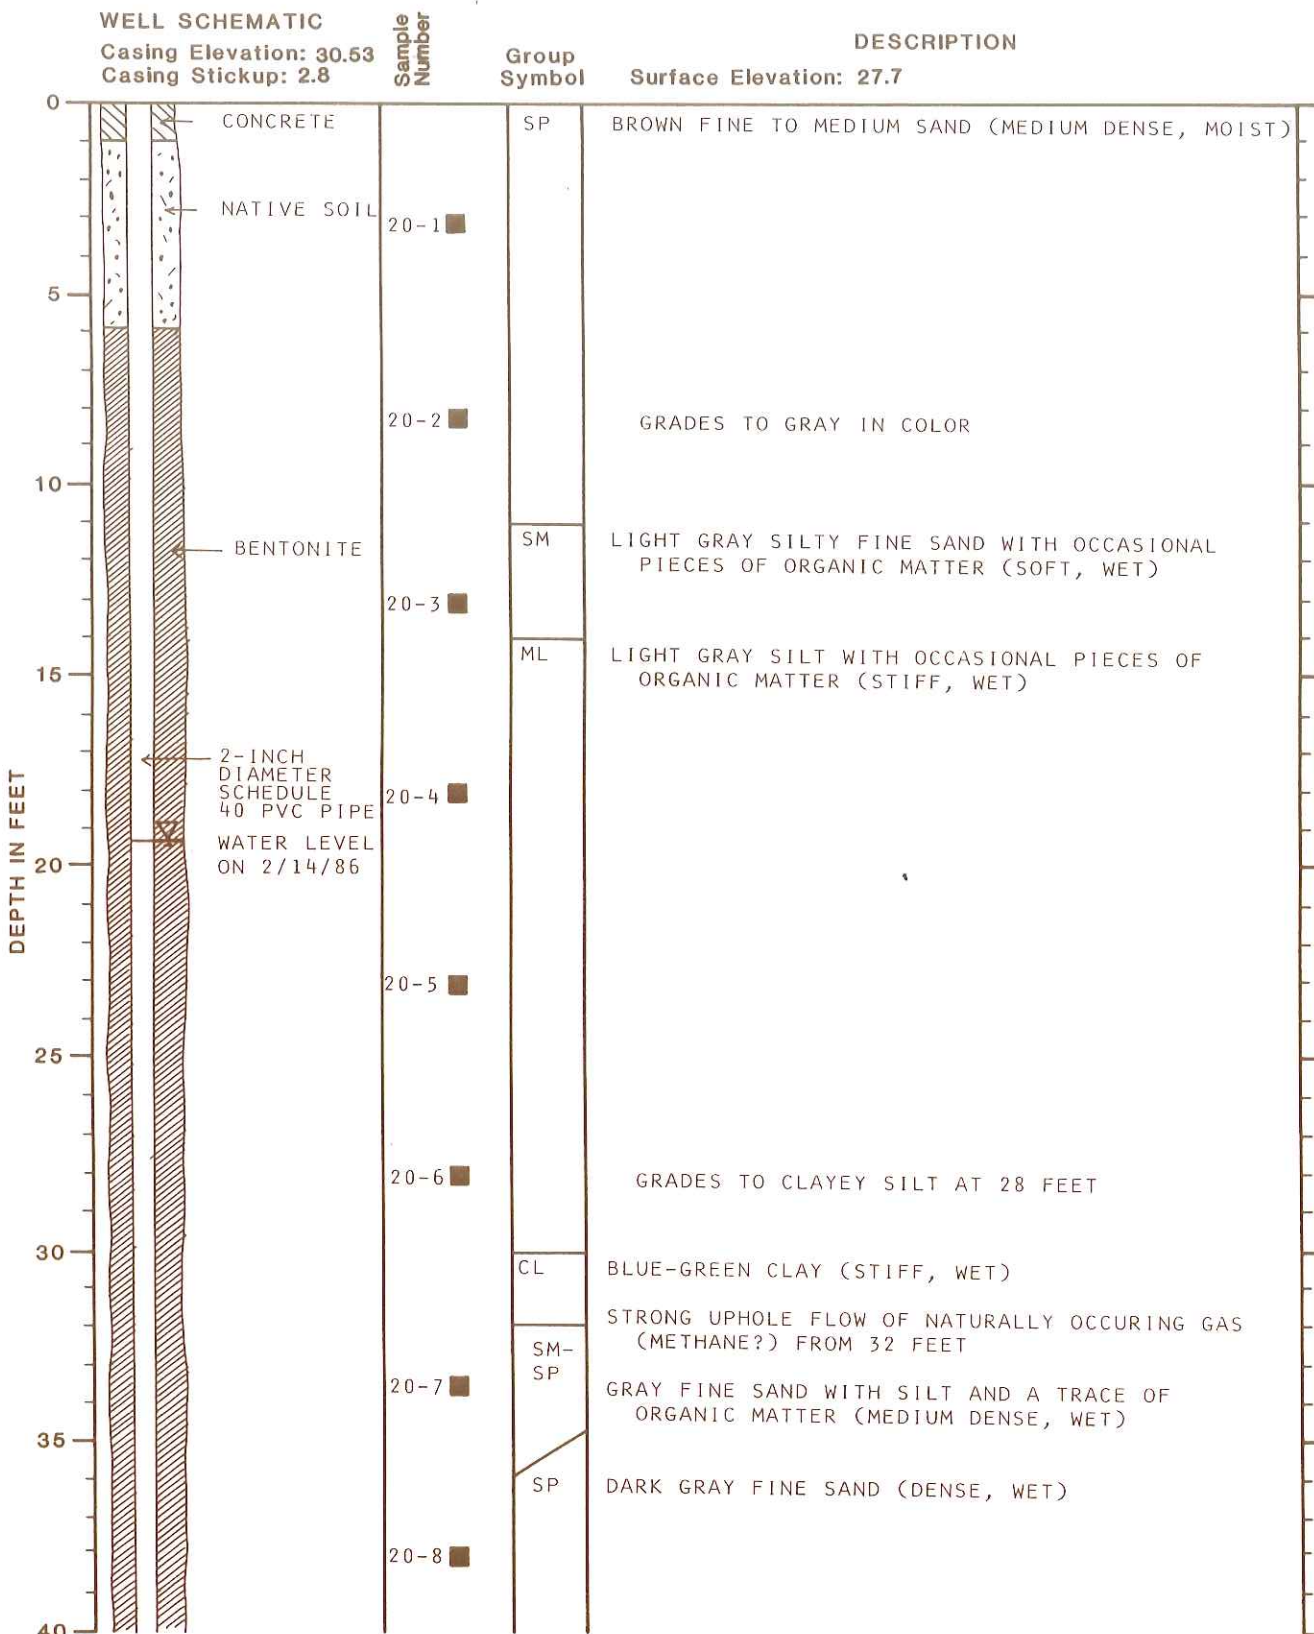 WELL SCHEMATIC
Casing Elevation: 30.53
Casing Stickup: 2.8
Sample
Number
Group
Symbol
DESCRIPTION
Surface Elevation: 27.7
DEPTH IN FEET
0
CONCRETE
SP
BROWN FINE TO MEDIUM SAND (MEDIUM DENSE, MOIST)
NATIVE SOIL
20-1
5
20-2
GRADES TO GRAY IN COLOR
10
BENTONITE
SM
LIGHT GRAY SILTY FINE SAND WITH OCCASIONAL
PIECES OF ORGANIC MATTER (SOFT, WET)
20-3
ML
LIGHT GRAY SILT WITH OCCASIONAL PIECES OF
ORGANIC MATTER (STIFF, WET)
15
2-INCH
DIAMETER
SCHEDULE
40 PVC PIPE
20-4
WATER LEVEL
ON 2/14/86
20
20-5
25
20-6
GRADES TO CLAYEY SILT AT 28 FEET
30
CL
BLUE-GREEN CLAY (STIFF, WET)
STRONG UPHOLE FLOW OF NATURALLY OCCURING GAS
(METHANE?) FROM 32 FEET
SM-
SP
20-7
GRAY FINE SAND WITH SILT AND A TRACE OF
ORGANIC MATTER (MEDIUM DENSE, WET)
35
SP
DARK GRAY FINE SAND (DENSE, WET)
20-8
40